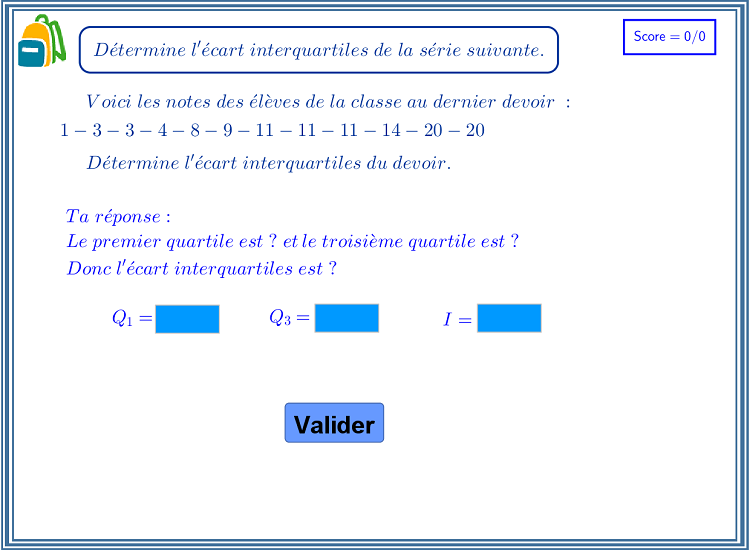 Détermine l'écart interquartiles de la série suivante.
Score = 0/0
Voici les notes des élèves de la classe au dernier devoir :
1 − 3 − 3 − 4 − 8 − 9 − 11 − 11 − 11 − 14 − 20 − 20
Détermine l'écart interquartiles du devoir.
Ta réponse :
Le premier quartile est ? et le troisième quartile est ?
Donc l'écart interquartiles est ?
Q₁ = Q₃ = I =
Valider